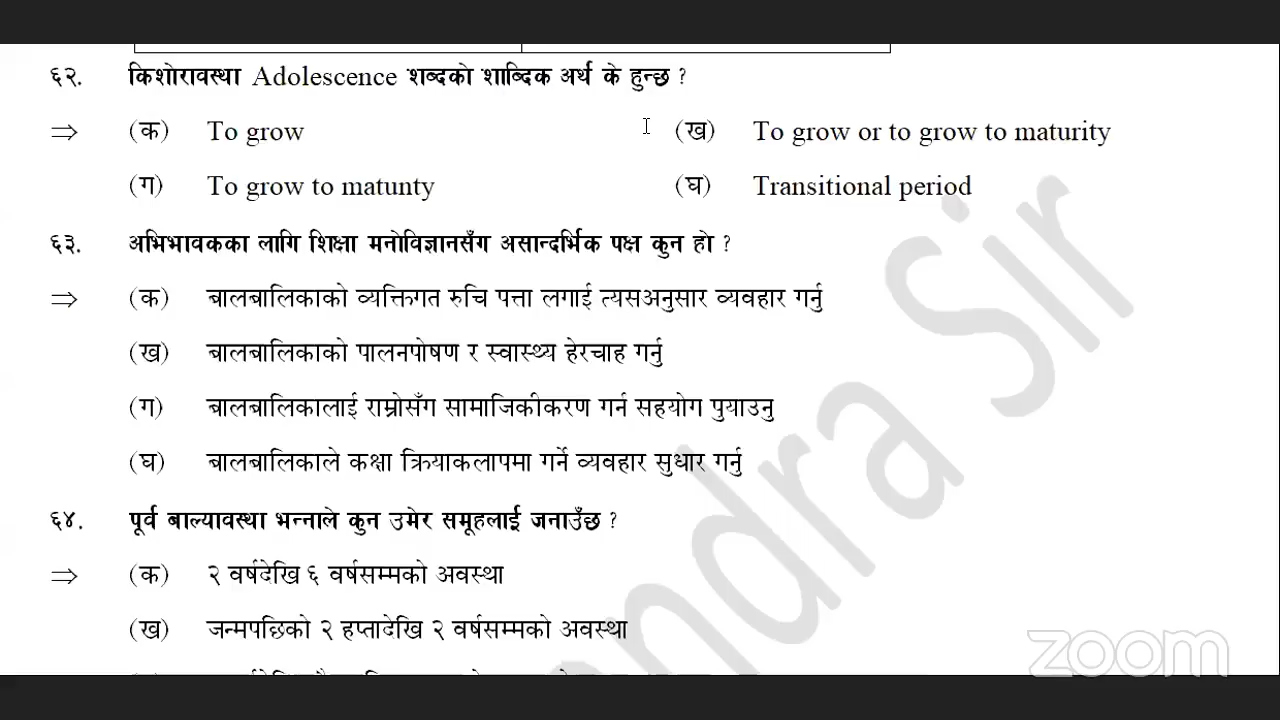 ६२. किशोरावस्था Adolescence शब्दको शाब्दिक अर्थ के हुन्छ ?
⇒ (क) To grow (ख) To grow or to grow to maturity
(ग) To grow to matunty (घ) Transitional period
६३. अभिभावकका लागि शिक्षा मनोविज्ञानसँग असान्दर्भिक पक्ष कुन हो ?
⇒ (क) बालबालिकाको व्यक्तिगत रुचि पत्ता लगाई त्यसअनुसार व्यवहार गर्नु
(ख) बालबालिकाको पालनपोषण र स्वास्थ्य हेरचाह गर्नु
(ग) बालबालिकालाई राम्रोसँग सामाजिकीकरण गर्न सहयोग पुयाउनु
(घ) बालबालिकाले कक्षा क्रियाकलापमा गर्ने व्यवहार सुधार गर्नु
६४. पूर्व बाल्यावस्था भन्नाले कुन उमेर समूहलाई जनाउँछ ?
⇒ (क) २ वर्षदेखि ६ वर्षसम्मको अवस्था
(ख) जन्मपछिको २ हप्तादेखि २ वर्षसम्मको अवस्था
ndra Sir
zoom